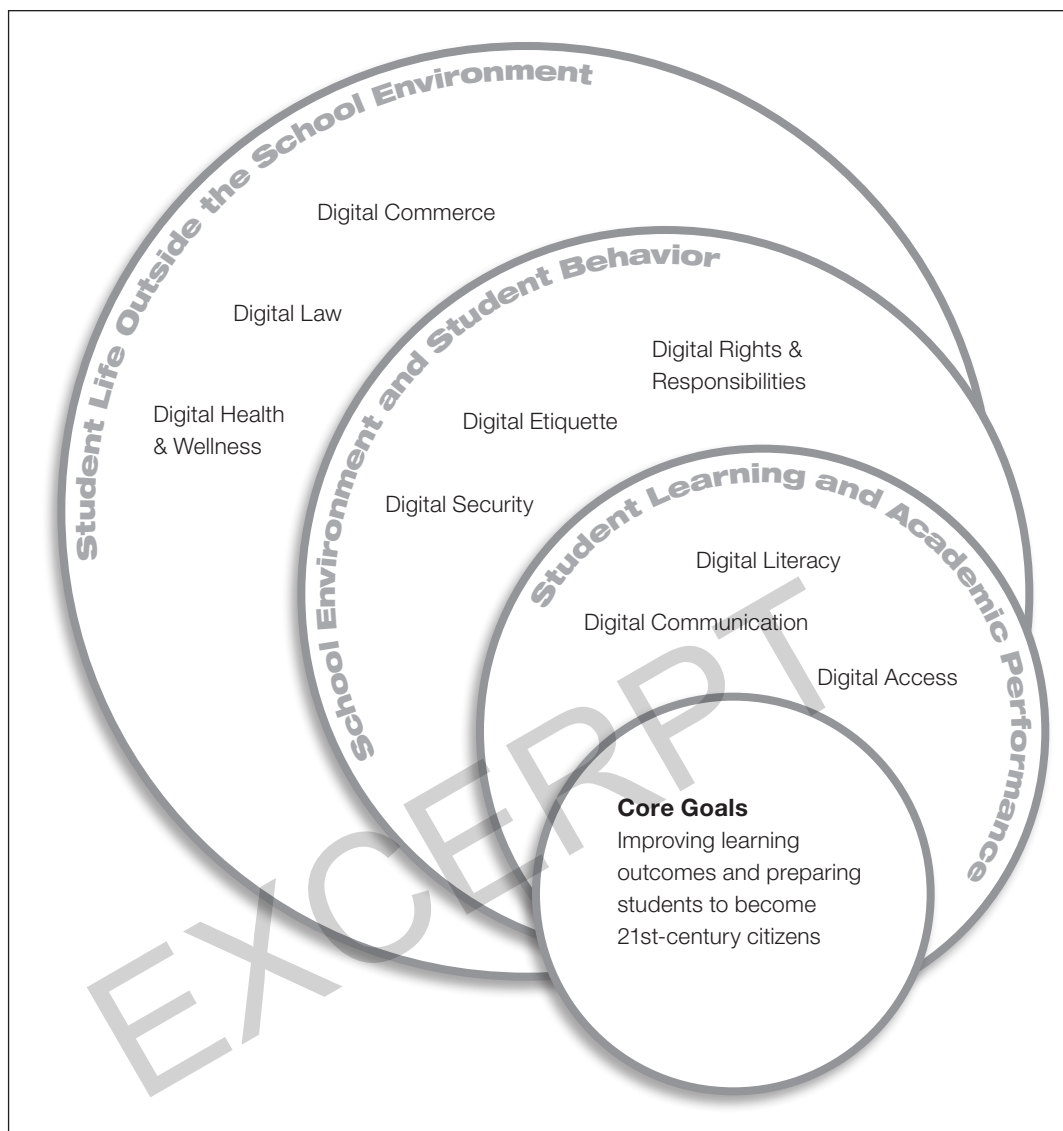 Student Life Outside the School Environment
Digital Commerce
Digital Law
Digital Health
& Wellness
School Environment and Student Behavior
Digital Rights &
Responsibilities
Digital Etiquette
Digital Security
Student Learning and Academic Performance
Digital Literacy
Digital Communication
Digital Access
Core Goals
Improving learning
outcomes and preparing
students to become
21st-century citizens
EXCERPT